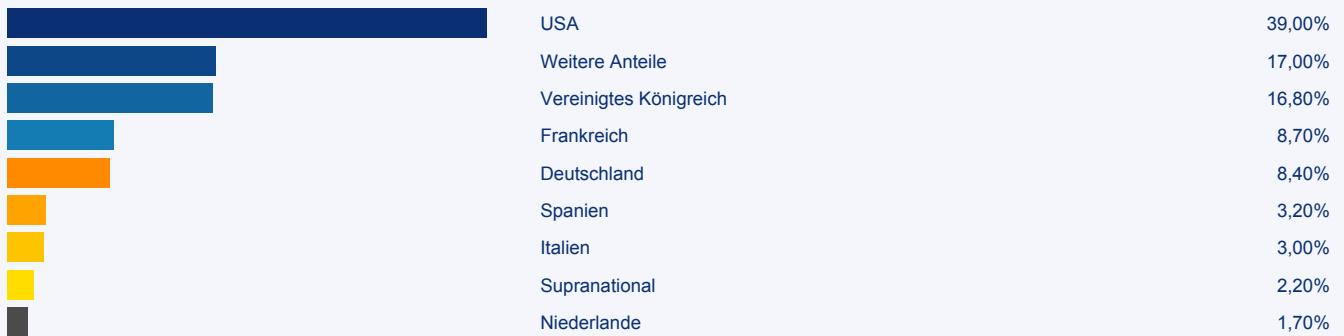 USA 39,00%
Weitere Anteile 17,00%
Vereinigtes Königreich 16,80%
Frankreich 8,70%
Deutschland 8,40%
Spanien 3,20%
Italien 3,00%
Supranational 2,20%
Niederlande 1,70%